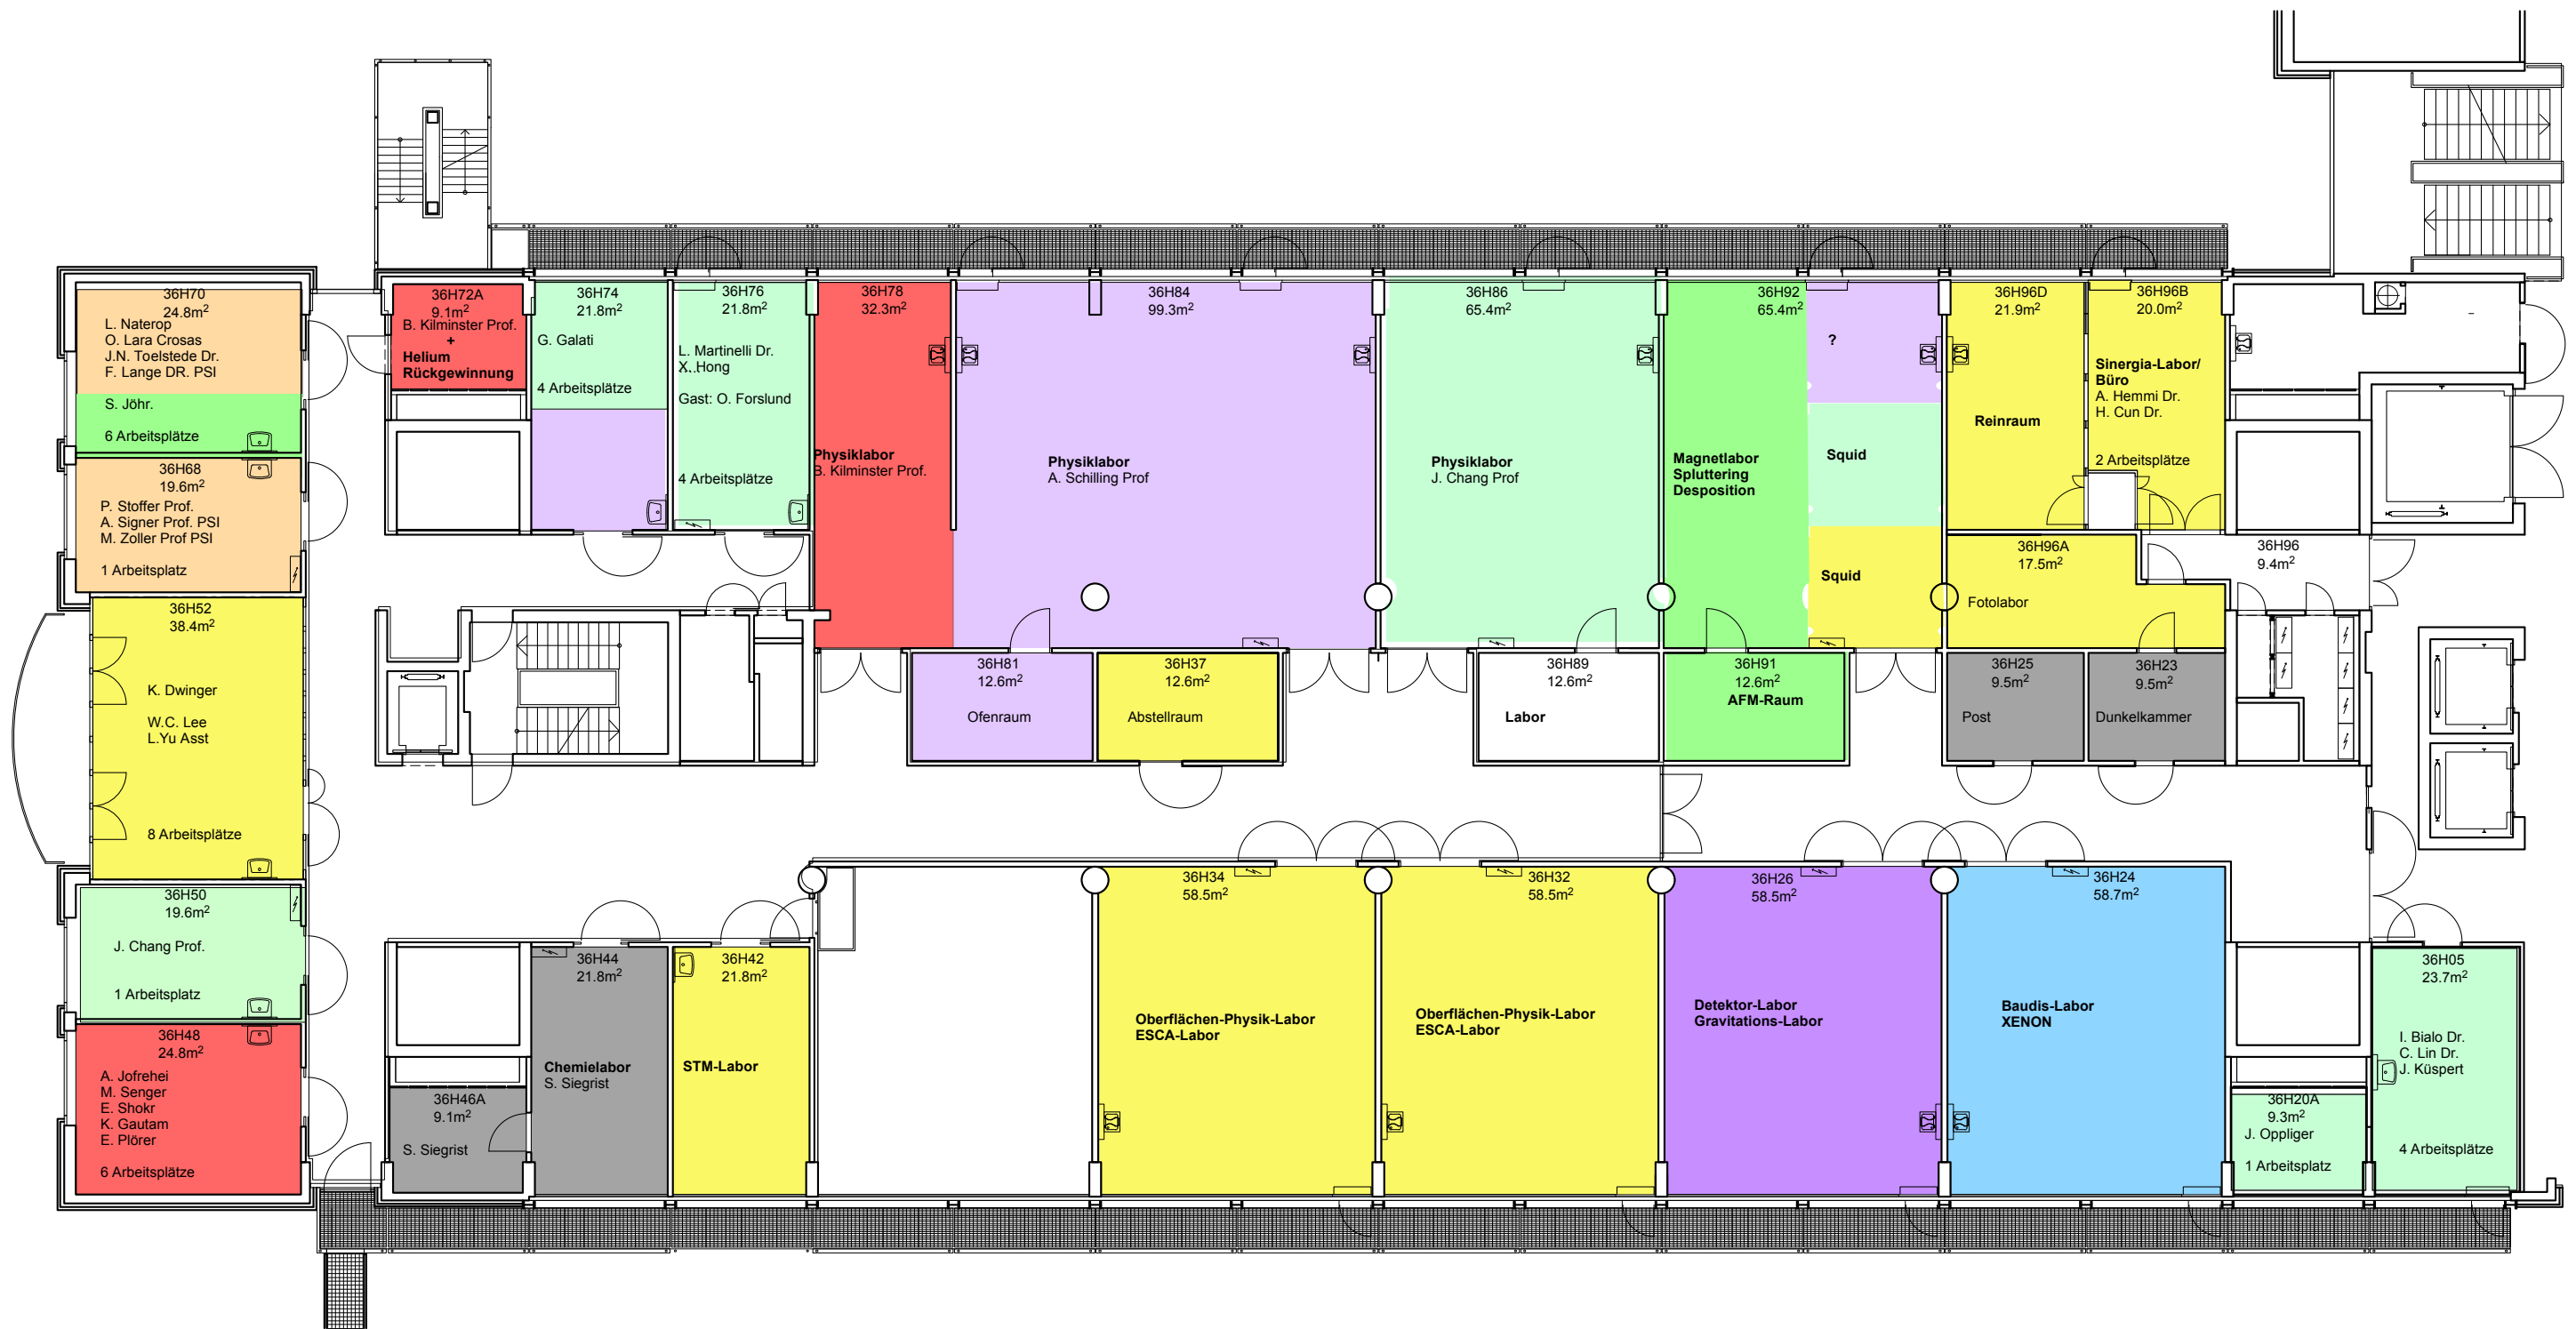 36H70
24.8m²
L. Naterop
O. Lara Crosas
J.N. Toelstede Dr.
F. Lange DR. PSI
S. Jöhr.
6 Arbeitsplätze
36H68
19.6m²
P. Stoffer Prof.
A. Signer Prof. PSI
M. Zoller Prof PSI
1 Arbeitsplatz
36H52
38.4m²
K. Dwinger
W.C. Lee
L.Yu Asst
8 Arbeitsplätze
36H50
19.6m²
J. Chang Prof.
1 Arbeitsplatz
36H48
24.8m²
A. Jofrehei
M. Senger
E. Shokr
K. Gautam
E. Plörer
6 Arbeitsplätze
36H72A
9.1m²
B. Kilminster Prof.
+
Helium
Rückgewinnung
36H74
21.8m²
G. Galati
4 Arbeitsplätze
36H76
21.8m²
L. Martinelli Dr.
X..Hong
Gast: O. Forslund
4 Arbeitsplätze
36H78
32.3m²
Physiklabor
B. Kilminster Prof.
36H84
99.3m²
Physiklabor
A. Schilling Prof
36H86
65.4m²
Physiklabor
J. Chang Prof
36H92
65.4m²
Magnetlabor
Spluttering
Desposition
?
Squid
Squid
36H96D
21.9m²
Reinraum
36H96B
20.0m²
Sinergia-Labor/
Büro
A. Hemmi Dr.
H. Cun Dr.
2 Arbeitsplätze
36H96A
17.5m²
Fotolabor
36H96
9.4m²
36H81
12.6m²
Ofenraum
36H37
12.6m²
Abstellraum
36H89
12.6m²
Labor
36H91
12.6m²
AFM-Raum
36H25
9.5m²
Post
36H23
9.5m²
Dunkelkammer
36H46A
9.1m²
S. Siegrist
36H44
21.8m²
Chemielabor
S. Siegrist
36H42
21.8m²
STM-Labor
36H34
58.5m²
Oberflächen-Physik-Labor
ESCA-Labor
36H32
58.5m²
Oberflächen-Physik-Labor
ESCA-Labor
36H26
58.5m²
Detektor-Labor
Gravitations-Labor
36H24
58.7m²
Baudis-Labor
XENON
36H20A
9.3m²
J. Oppliger
1 Arbeitsplatz
36H05
23.7m²
I. Bialo Dr.
C. Lin Dr.
J. Küspert
4 Arbeitsplätze